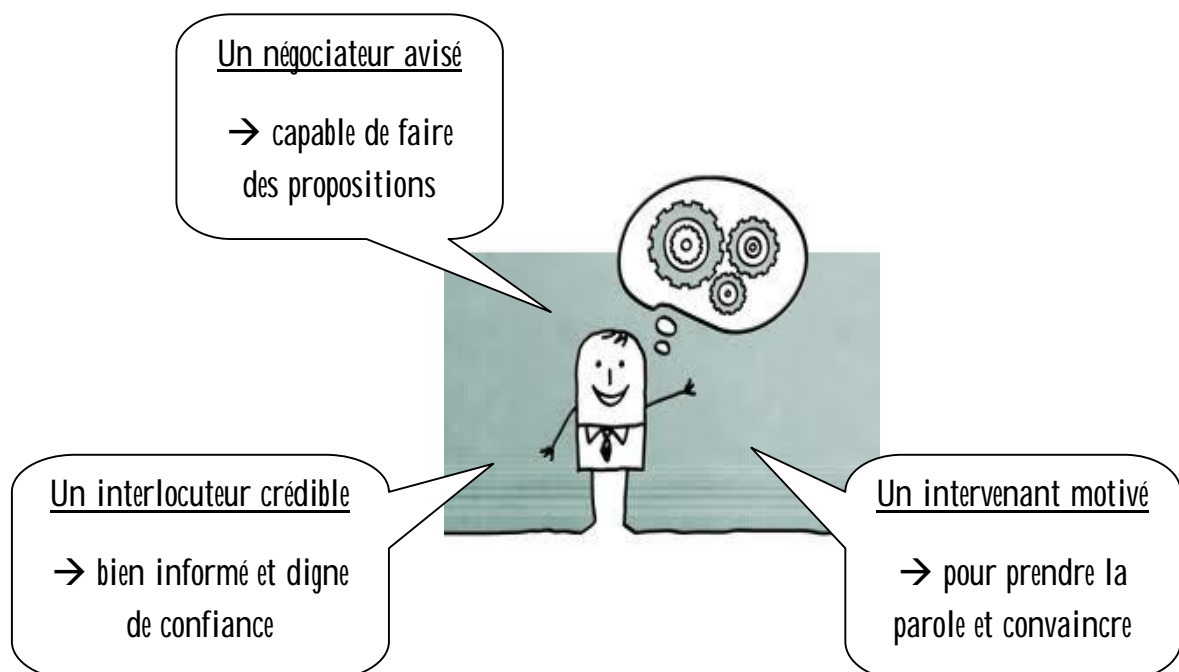 Un négociateur avisé
→ capable de faire
des propositions
Un interlocuteur crédible
→ bien informé et digne
de confiance
Un intervenant motivé
→ pour prendre la
parole et convaincre